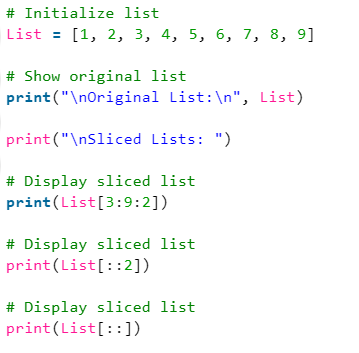 # Initialize list
List = [1, 2, 3, 4, 5, 6, 7, 8, 9]
# Show original list
print("\nOriginal List:\n", List)
print("\nSliced Lists: ")
# Display sliced list
print(List[3:9:2])
# Display sliced list
print(List[::2])
# Display sliced list
print(List[::])